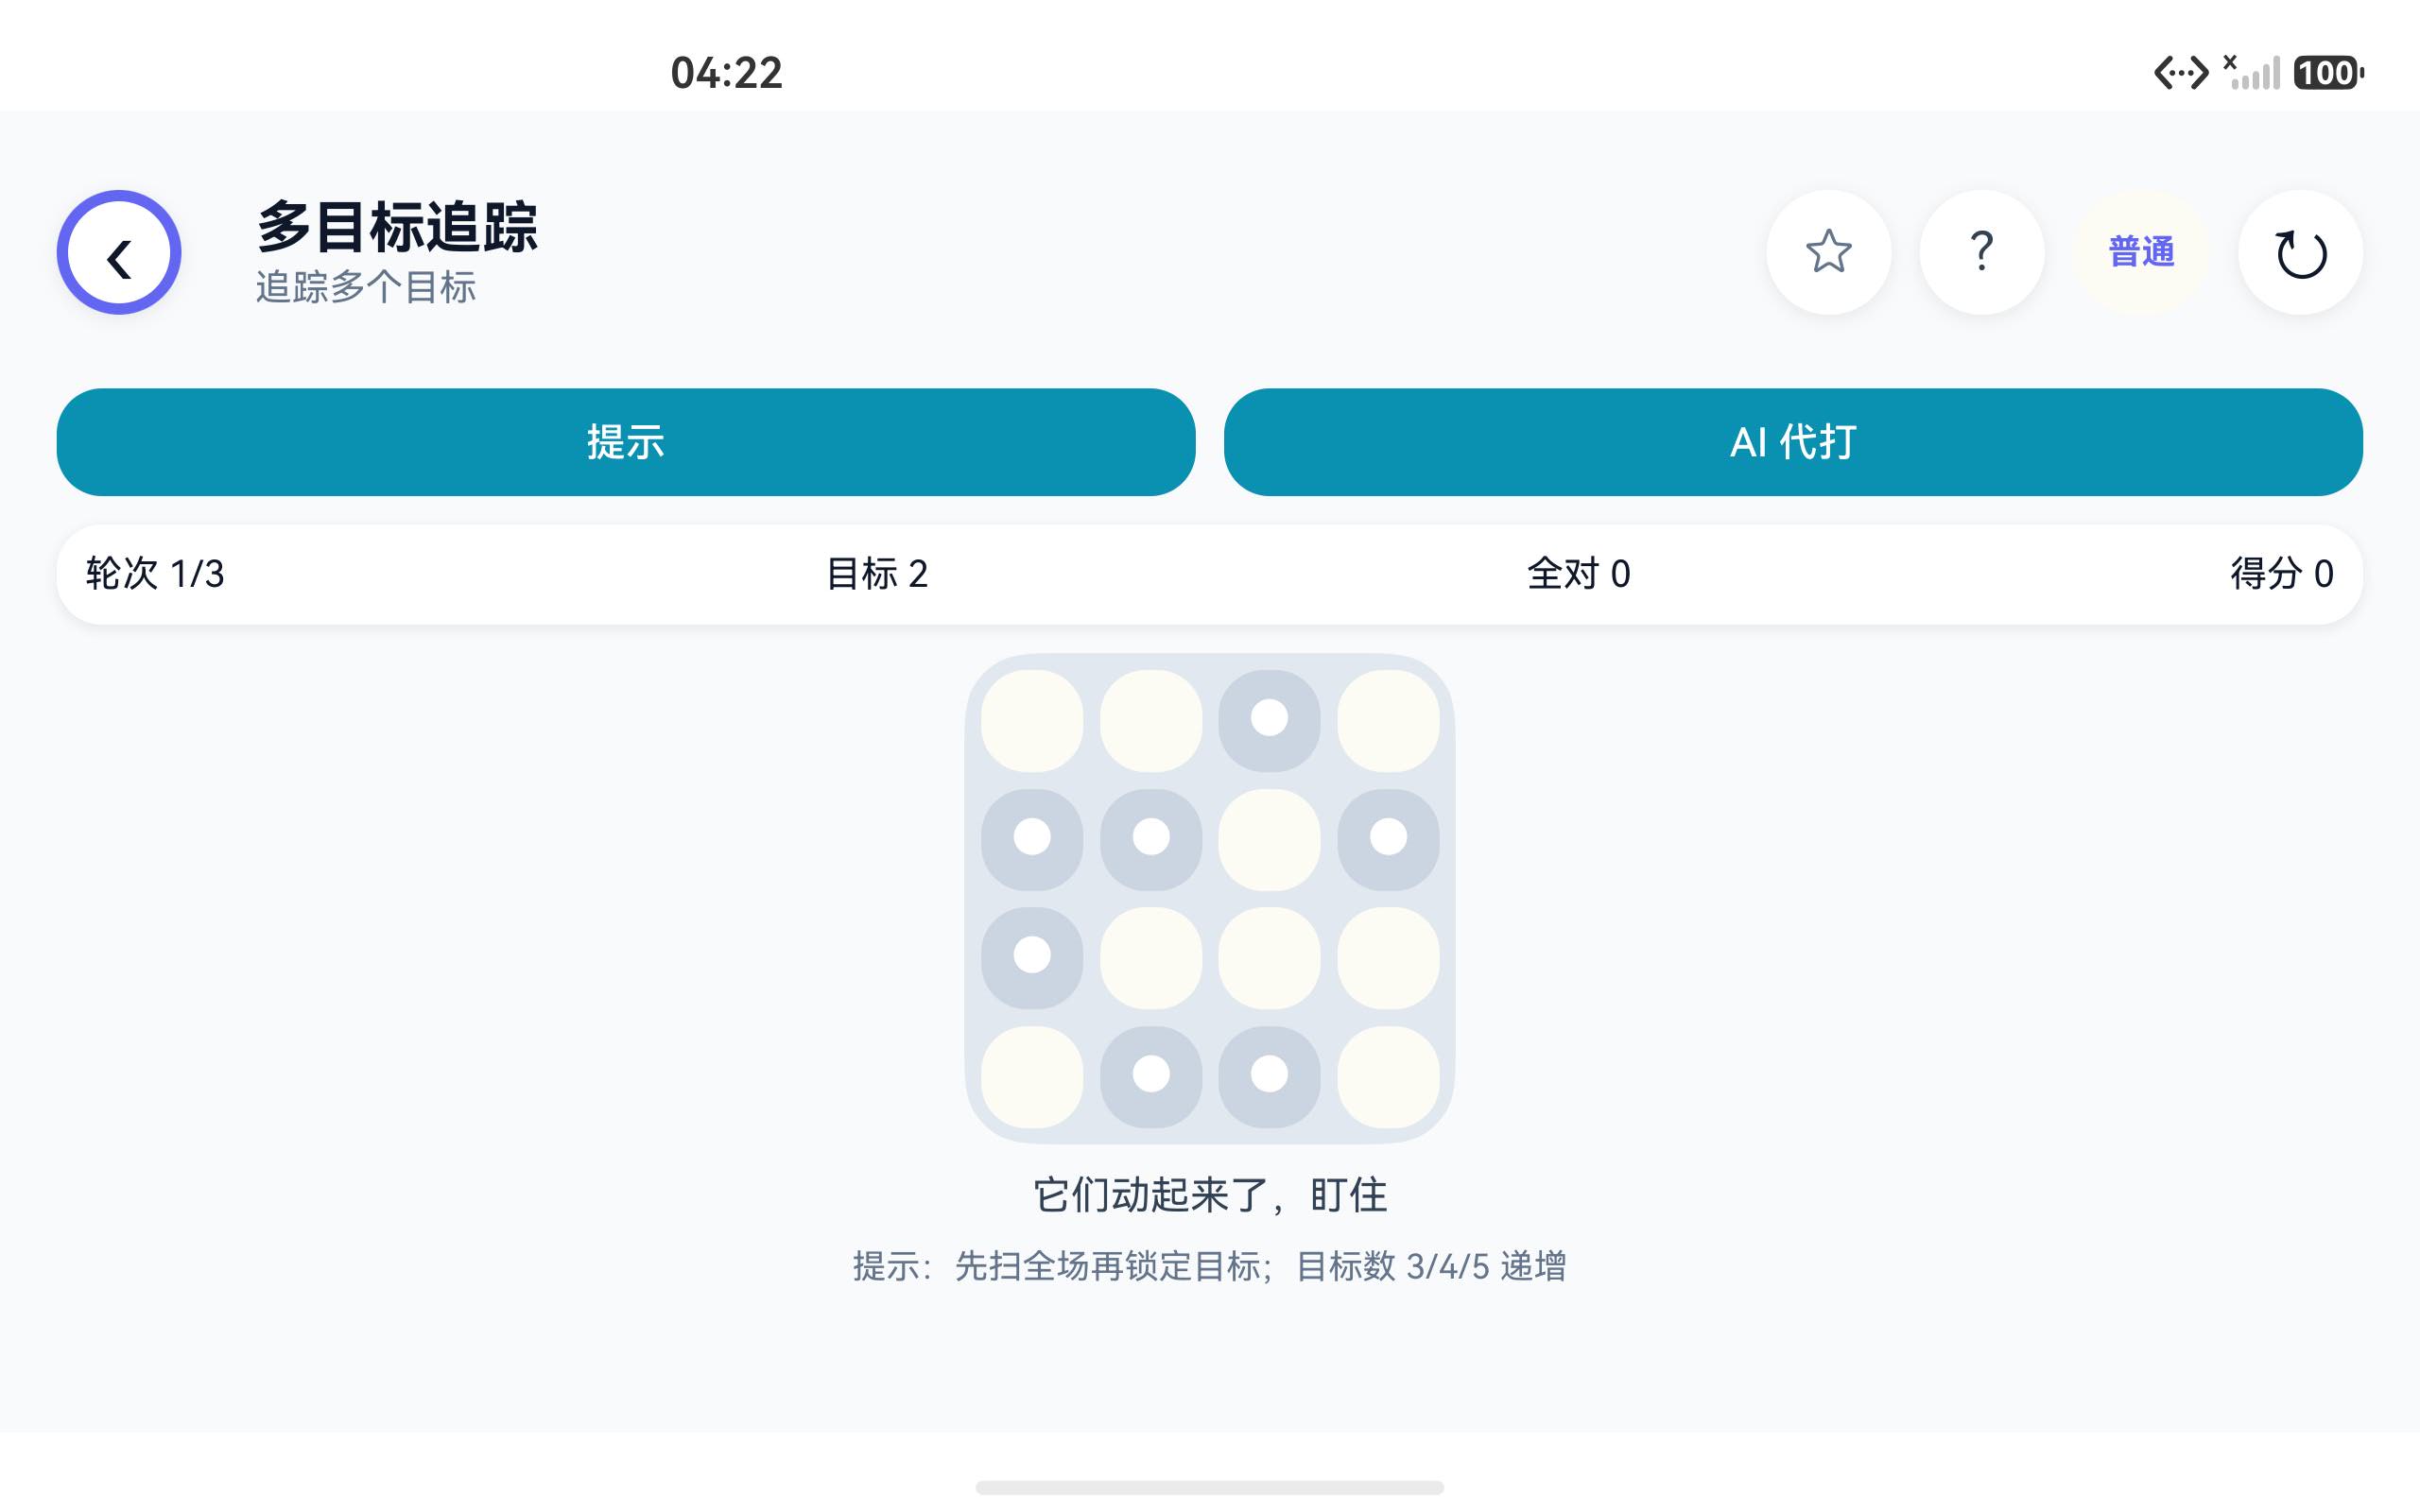 04:22
100
多目标追踪
追踪多个目标
?
普通
提示
AI 代打
轮次 1/3
目标 2
全对 0
得分 0
它们动起来了，盯住
提示：先扫全场再锁定目标；目标数 3/4/5 递增